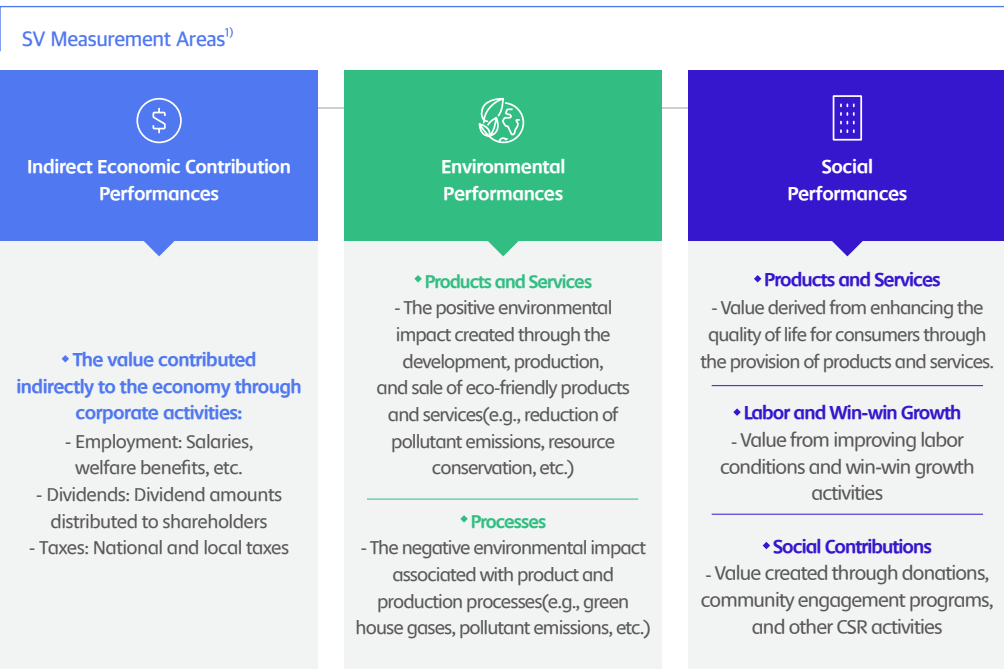 SV Measurement Areas1)
Indirect Economic Contribution
Performances
◆ The value contributed
indirectly to the economy through
corporate activities:
- Employment: Salaries,
welfare benefits, etc.
- Dividends: Dividend amounts
distributed to shareholders
- Taxes: National and local taxes
Environmental
Performances
◆ Products and Services
- The positive environmental
impact created through the
development, production,
and sale of eco-friendly products
and services(e.g., reduction of
pollutant emissions, resource
conservation, etc.)
◆ Processes
- The negative environmental impact
associated with product and
production processes(e.g., green
house gases, pollutant emissions, etc.)
Social
Performances
◆ Products and Services
- Value derived from enhancing the
quality of life for consumers through
the provision of products and services.
◆ Labor and Win-win Growth
- Value from improving labor
conditions and win-win growth
activities
◆ Social Contributions
- Value created through donations,
community engagement programs,
and other CSR activities